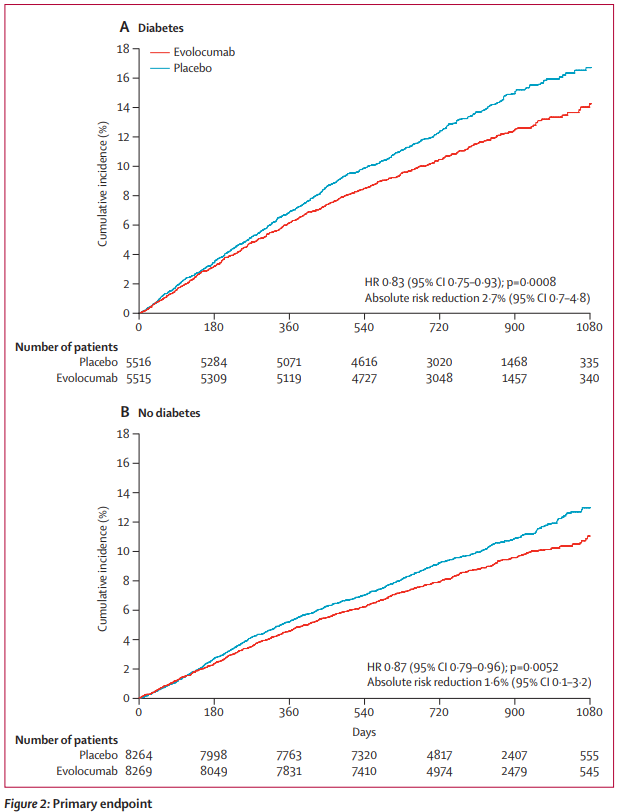 A Diabetes
18
16
14
12
10
8
6
4
2
0
Cumulative incidence (%)
Evolocumab
Placebo
HR 0·83 (95% CI 0·75–0·93); p=0·0008
Absolute risk reduction 2·7% (95% CI 0·7–4·8)
0 180 360 540 720 900 1080
Number of patients
Placebo 5516 5284 5071 4616 3020 1468 335
Evolocumab 5515 5309 5119 4727 3048 1457 340
B No diabetes
18
16
14
12
10
8
6
4
2
0
Cumulative incidence (%)
HR 0·87 (95% CI 0·79–0·96); p=0·0052
Absolute risk reduction 1·6% (95% CI 0·1–3·2)
0 180 360 540 720 900 1080
Days
Number of patients
Placebo 8264 7998 7763 7320 4817 2407 555
Evolocumab 8269 8049 7831 7410 4974 2479 545
Figure 2: Primary endpoint